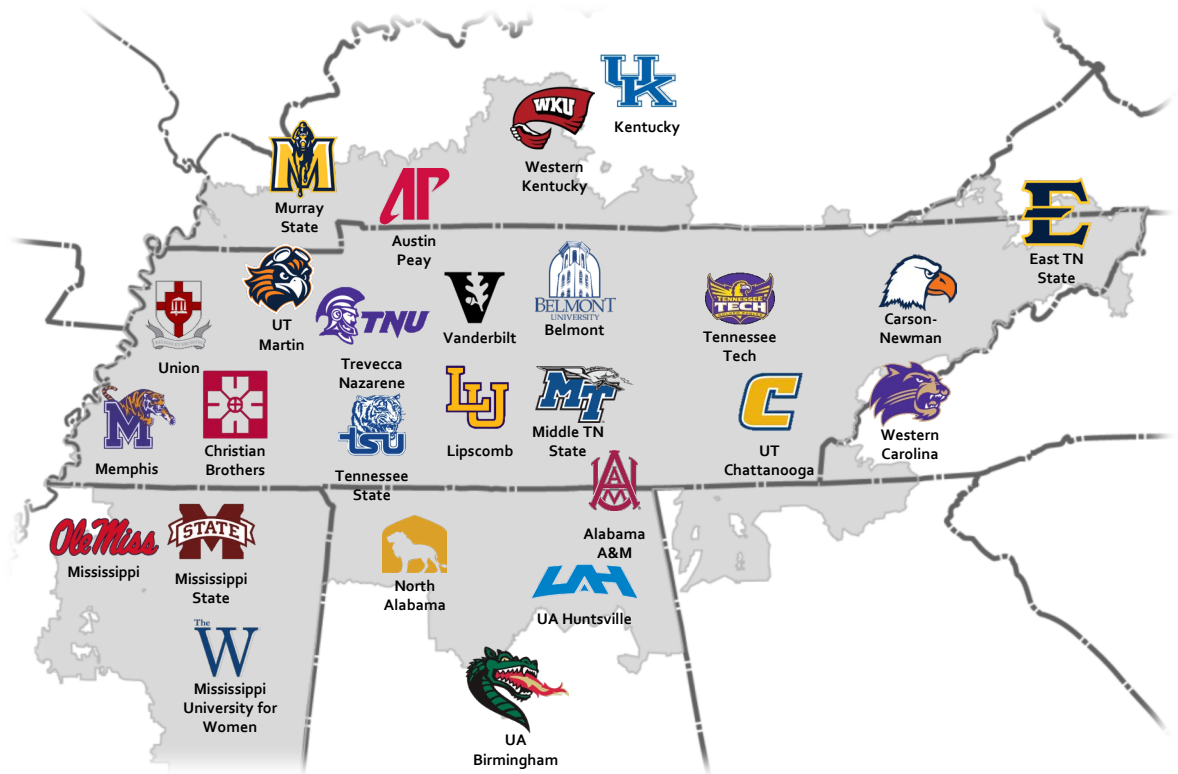 UK
Kentucky
WKU
Western
Kentucky
M
Murray
State
AP
Austin
Peay
E
East TN
State
UT
Martin
Union
TNU
Trevecca
Nazarene
V
Vanderbilt
BELMONT
UNIVERSITY
Belmont
TENNESSEE
TECH
GOLDEN EAGLES
Tennessee
Tech
Carson-
Newman
M
Memphis
Christian
Brothers
tsu
Tennessee
State
LU
Lipscomb
MT
Middle TN
State
C
UT
Chattanooga
Western
Carolina
AAM
Alabama
A&M
Ole Miss
Mississippi
M
STATE
Mississippi
State
North
Alabama
UAH
UA Huntsville
The
W
Mississippi
University for
Women
UA
Birmingham